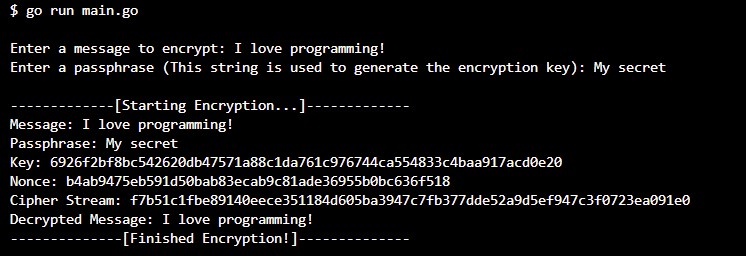 $ go run main.go
Enter a message to encrypt: I love programming!
Enter a passphrase (This string is used to generate the encryption key): My secret
-------------[Starting Encryption...]-------------
Message: I love programming!
Passphrase: My secret
Key: 6926f2bf8bc542620db47571a88c1da761c976744ca554833c4baa917acd0e20
Nonce: b4ab9475eb591d50bab83ecab9c81ade36955b0bc636f518
Cipher Stream: f7b51c1fbe89140eece351184d605ba3947c7fb377dde52a9d5ef947c3f0723ea091e0
Decrypted Message: I love programming!
--------------[Finished Encryption!]--------------